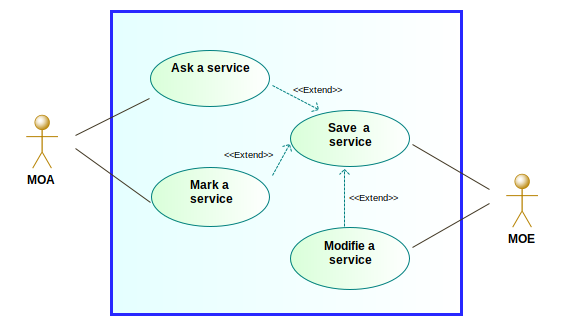 Ask a service
<<Extend>>
Save  a
service
<<Extend>>
MOA
Mark a
service
<<Extend>>
MOE
Modifie a
service